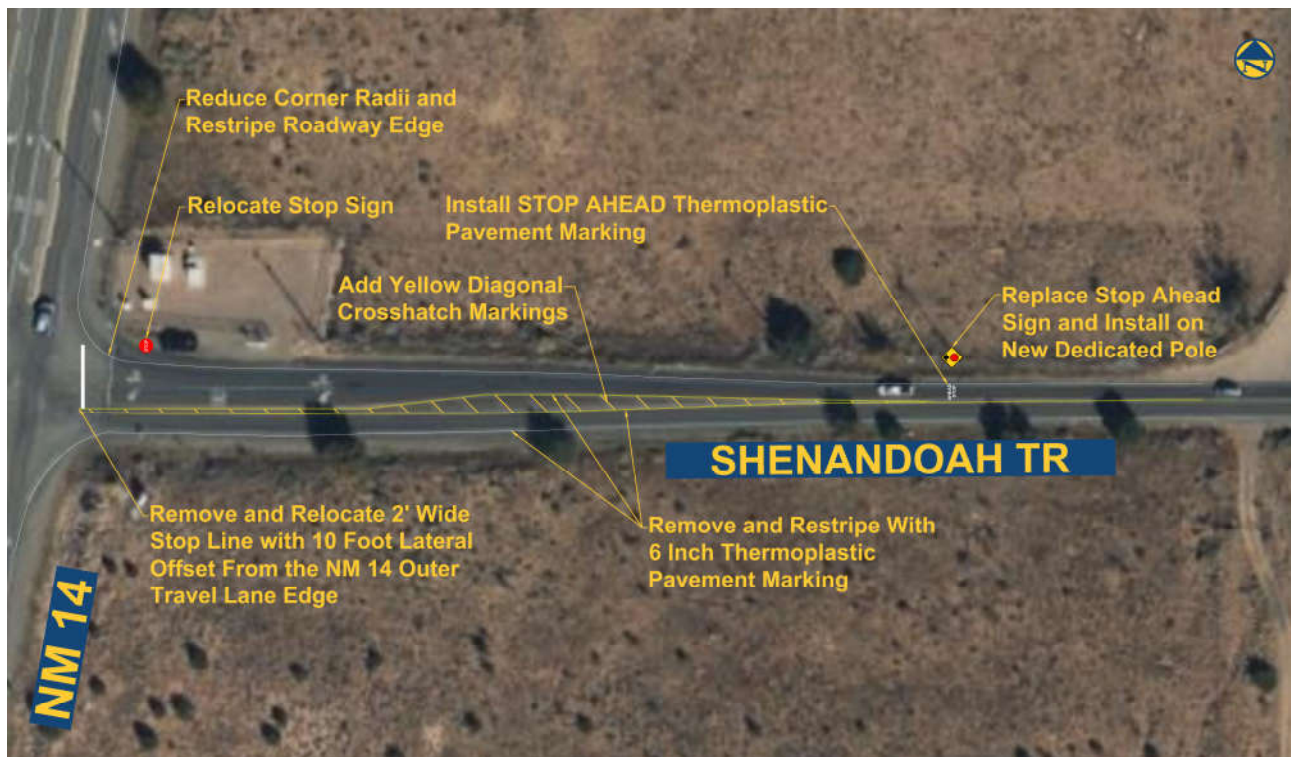 Reduce Corner Radii and
Restripe Roadway Edge
Relocate Stop Sign
Install STOP AHEAD Thermoplastic
Pavement Marking
Add Yellow Diagonal
Crosshatch Markings
Replace Stop Ahead
Sign and Install on
New Dedicated Pole
SHENANDOAH TR
Remove and Relocate 2' Wide
Stop Line with 10 Foot Lateral
Offset From the NM 14 Outer
Travel Lane Edge
Remove and Restripe With
6 Inch Thermoplastic
Pavement Marking
NM 14